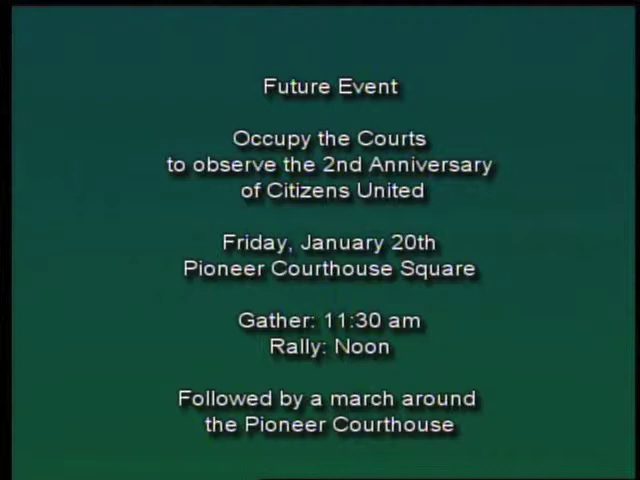 Future Event
Occupy the Courts
to observe the 2nd Anniversary
of Citizens United
Friday, January 20th
Pioneer Courthouse Square
Gather: 11:30 am
Rally: Noon
Followed by a march around
the Pioneer Courthouse